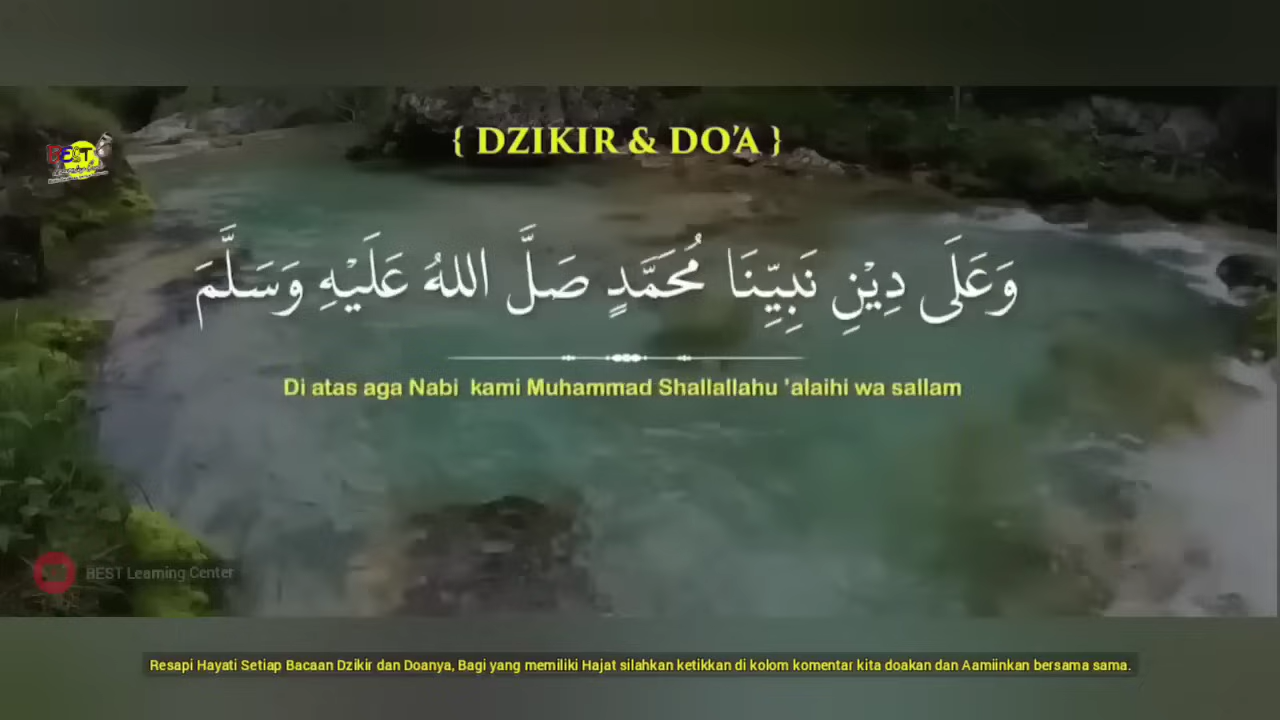 { DZIKIR & DO'A }
BEST
وَعَلَى دِيْنِ نَبِيِّنَا مُحَمَّدٍ صَلَّ اللهُ عَلَيْهِ وَسَلَّمَ
Di atas aga Nabi kami Muhammad Shallallahu 'alaihi wa sallam
BEST Learning Center
Resapi Hayati Setiap Bacaan Dzikir dan Doanya, Bagi yang memiliki Hajat silahkan ketikkan di kolom komentar kita doakan dan Aamiinkan bersama sama.